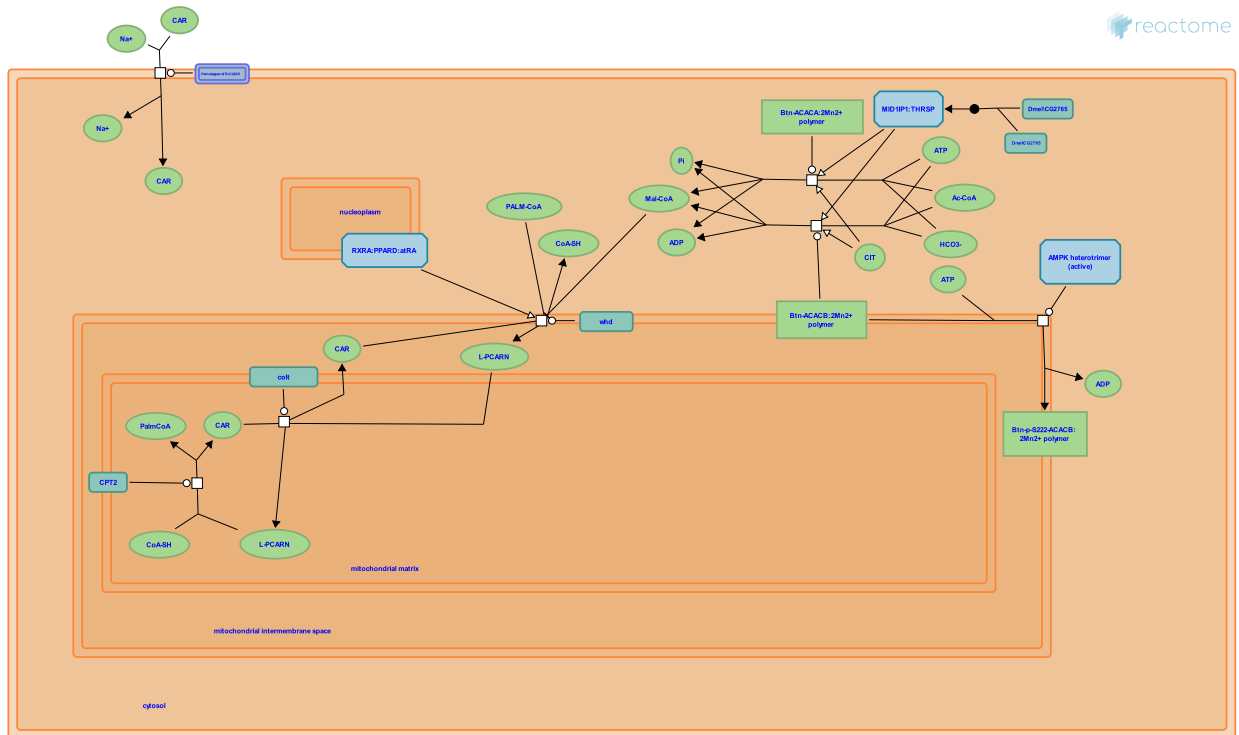 CAR
Na+
reactome
Homologues of SLC22A5
Na+
CAR
Btn-ACACA:2Mn2+
polymer
MID1IP1:THRSP
Dmel\CG2765
Dmel\CG2765
Pi
ATP
Mal-CoA
Ac-CoA
ADP
CIT
HCO3-
nucleoplasm
PALM-CoA
CoA-SH
RXRA:PPARD:atRA
AMPK heterotrimer
(active)
ATP
Btn-ACACB:2Mn2+
polymer
whd
CAR
L-PCARN
colt
ADP
PalmCoA
CAR
Btn-p-S222-ACACB:
2Mn2+ polymer
CPT2
CoA-SH
L-PCARN
mitochondrial matrix
mitochondrial intermembrane space
cytosol